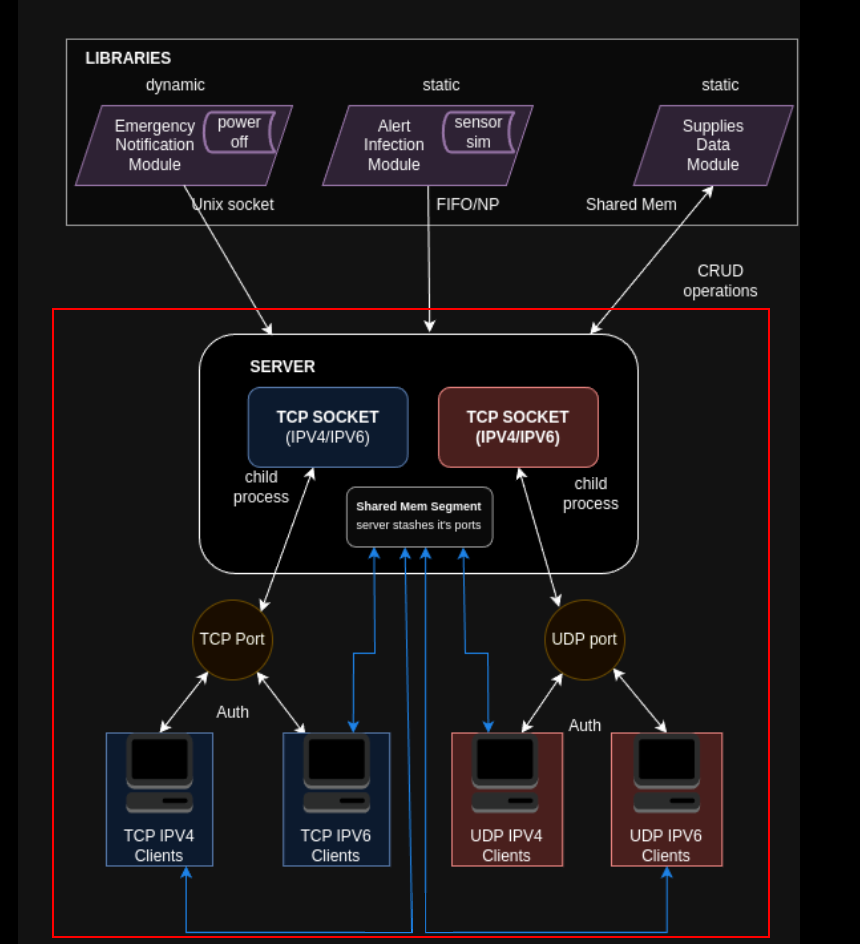 LIBRARIES
dynamic
static
static
Emergency
Notification
Module
power
off
Alert
Infection
Module
sensor
sim
Supplies
Data
Module
Unix socket
FIFO/NP
Shared Mem
CRUD
operations
SERVER
TCP SOCKET
(IPV4/IPV6)
TCP SOCKET
(IPV4/IPV6)
child
process
child
process
Shared Mem Segment
server stashes it's ports
TCP Port
UDP port
Auth
Auth
TCP IPV4
Clients
TCP IPV6
Clients
UDP IPV4
Clients
UDP IPV6
Clients